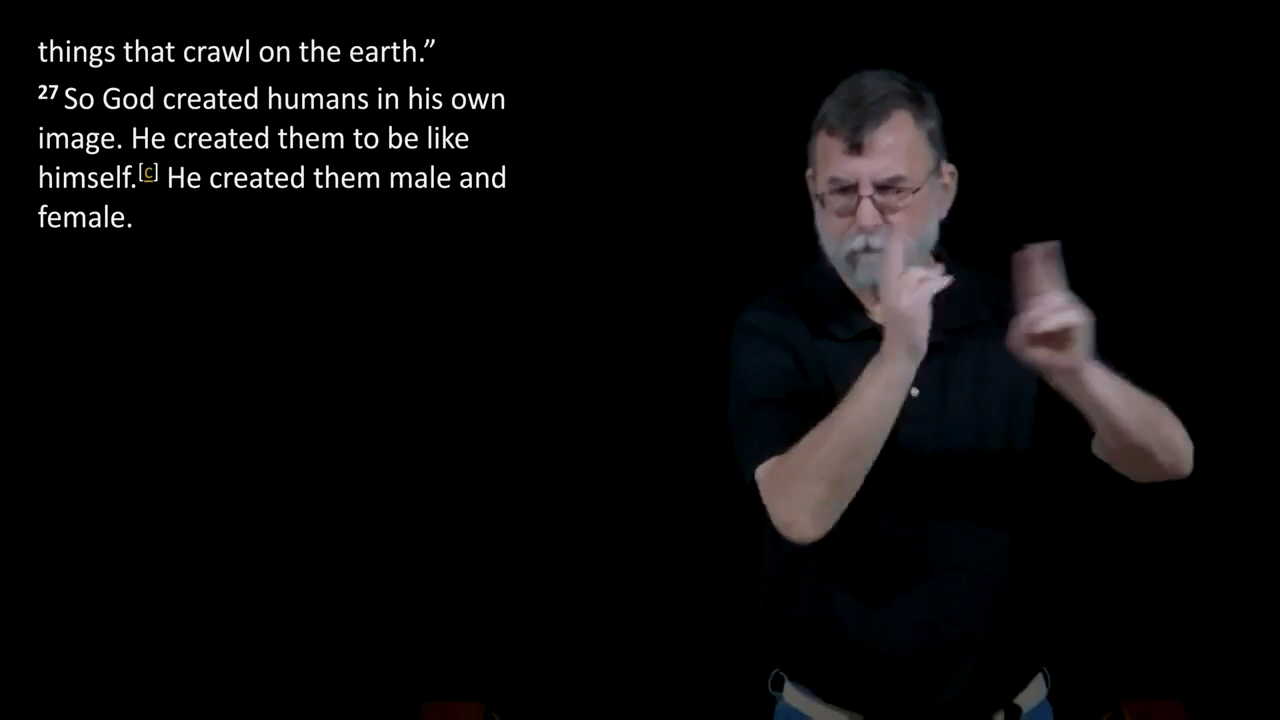 things that crawl on the earth.”
27 So God created humans in his own
image. He created them to be like
himself.[c] He created them male and
female.